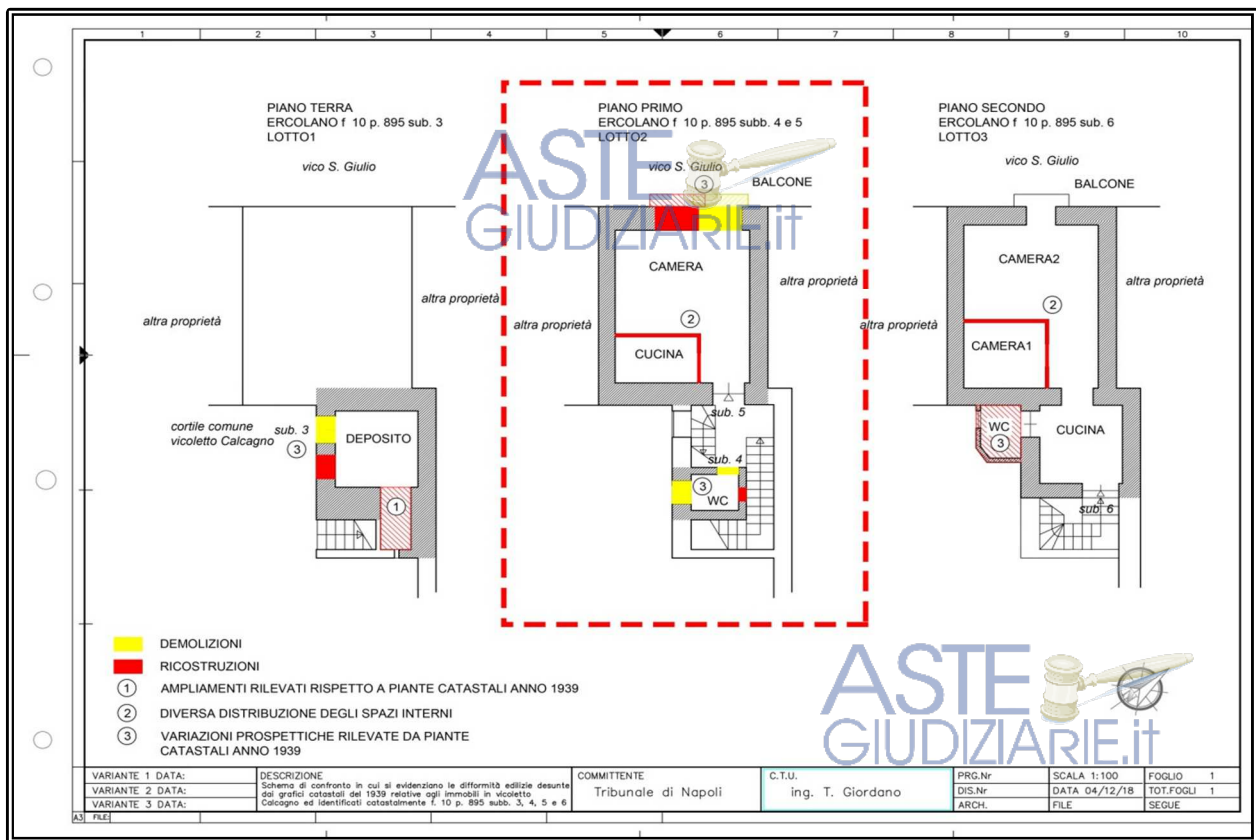 1 2 3 4 5 6 7 8 9 10
PIANO TERRA
ERCOLANO f 10 p. 895 sub. 3
LOTTO1
vico S. Giulio
altra proprietà
altra proprietà
cortile comune
vicoletto Calcagno
sub. 3
3
DEPOSITO
1
PIANO PRIMO
ERCOLANO f 10 p. 895 subb. 4 e 5
LOTTO2
vico S. Giulio
3
BALCONE
CAMERA
altra proprietà
altra proprietà
2
CUCINA
sub. 5
sub. 4
3
WC
PIANO SECONDO
ERCOLANO f 10 p. 895 sub. 6
LOTTO3
vico S. Giulio
BALCONE
CAMERA2
altra proprietà
altra proprietà
2
CAMERA1
WC
3
CUCINA
sub. 6
ASTE
GIUDIZIARIE.it
DEMOLIZIONI
RICOSTRUZIONI
1 AMPLIAMENTI RILEVATI RISPETTO A PIANTE CATASTALI ANNO 1939
2 DIVERSA DISTRIBUZIONE DEGLI SPAZI INTERNI
3 VARIAZIONI PROSPETTICHE RILEVATE DA PIANTE
CATASTALI ANNO 1939
ASTE
GIUDIZIARIE.it
VARIANTE 1 DATA:
VARIANTE 2 DATA:
VARIANTE 3 DATA:
DESCRIZIONE
Schema di confronto in cui si evidenziano le difformità edilizie desunte
dai grafici catastali del 1939 relative agli immobili in vicoletto
Calcagno ed identificati catastalmente f. 10 p. 895 subb. 3, 4, 5 e 6
COMMITTENTE
Tribunale di Napoli
C.T.U.
ing. T. Giordano
PRG.Nr
DIS.Nr
ARCH.
SCALA 1:100
DATA 04/12/18
FILE
FOGLIO 1
TOT.FOGLI 1
SEGUE
A3 FILE: